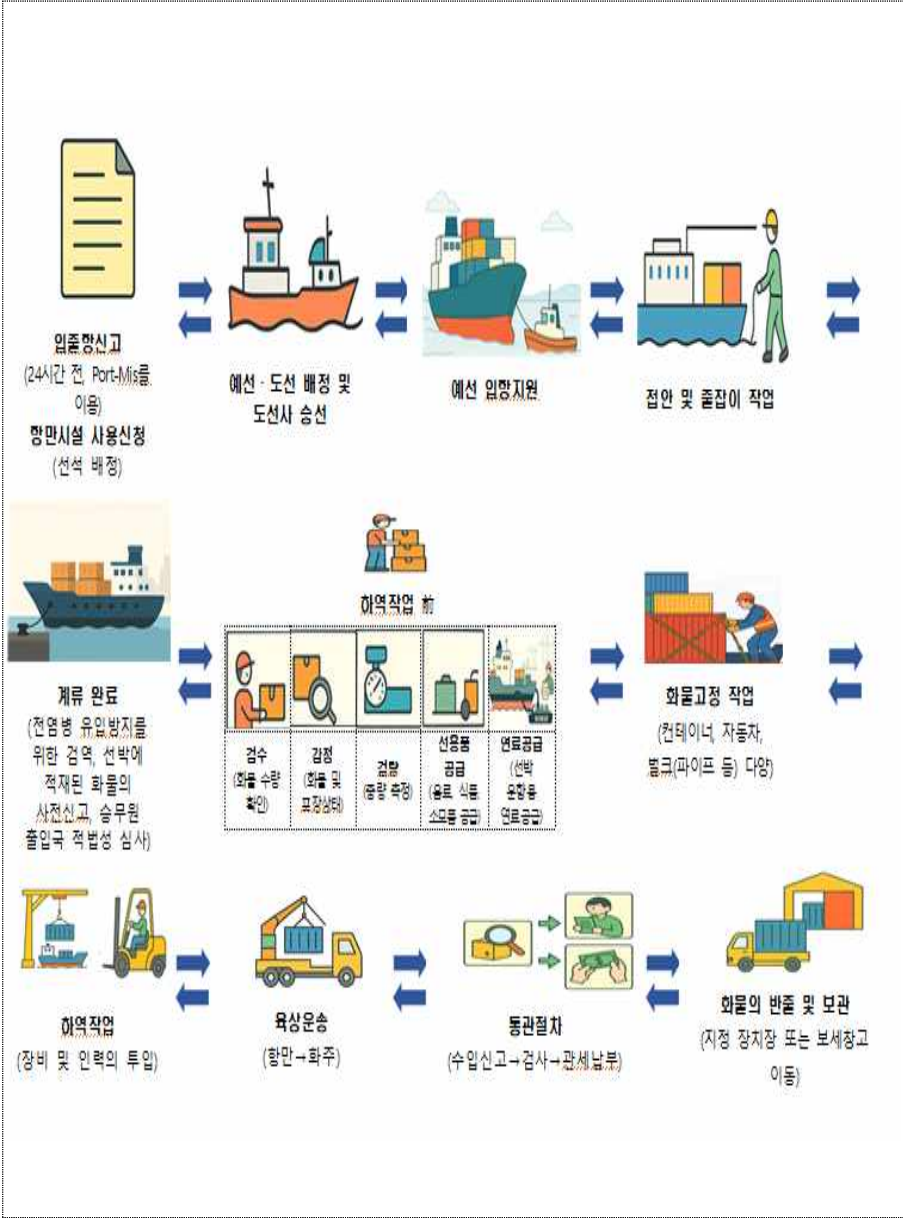 입출항신고
(24시간 전, Port-Mis를
이용)
항만시설 사용신청
(선석 배정)
예선·도선 배정 및
도선사 승선
예선 입항지원
접안 및 줄잡이 작업
계류 완료
(전염병 유입방지를
위한 검역, 선박에
적재된 화물의
사전신고, 승무원
출입국 적법성 심사)
하역작업 前
검수
(화물 수량
확인)
감정
(화물 및
포장상태)
검량
(중량 측정)
선용품
공급
(음료, 식품,
소모품 공급)
연료공급
(선박
운항용
연료공급)
화물고정 작업
(컨테이너, 자동차,
벌크(파이프 등) 다양)
하역작업
(장비 및 인력의 투입)
육상운송
(항만→화주)
통관절차
(수입신고→검사→관세납부)
화물의 반출 및 보관
(지정 장치장 또는 보세창고
이동)